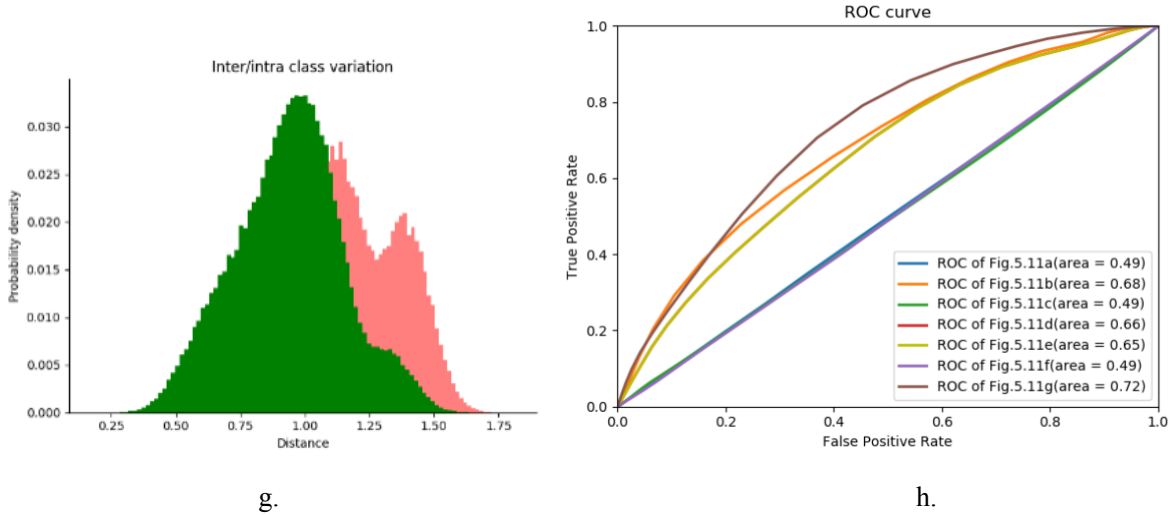 Inter/intra class variation
Probability density
0.030
0.025
0.020
0.015
0.010
0.005
0.000
0.25 0.50 0.75 1.00 1.25 1.50 1.75
Distance
g.
ROC curve
True Positive Rate
1.0
0.8
0.6
0.4
0.2
0.0
ROC of Fig.5.11a(area = 0.49)
ROC of Fig.5.11b(area = 0.68)
ROC of Fig.5.11c(area = 0.49)
ROC of Fig.5.11d(area = 0.66)
ROC of Fig.5.11e(area = 0.65)
ROC of Fig.5.11f(area = 0.49)
ROC of Fig.5.11g(area = 0.72)
0.0 0.2 0.4 0.6 0.8 1.0
False Positive Rate
h.